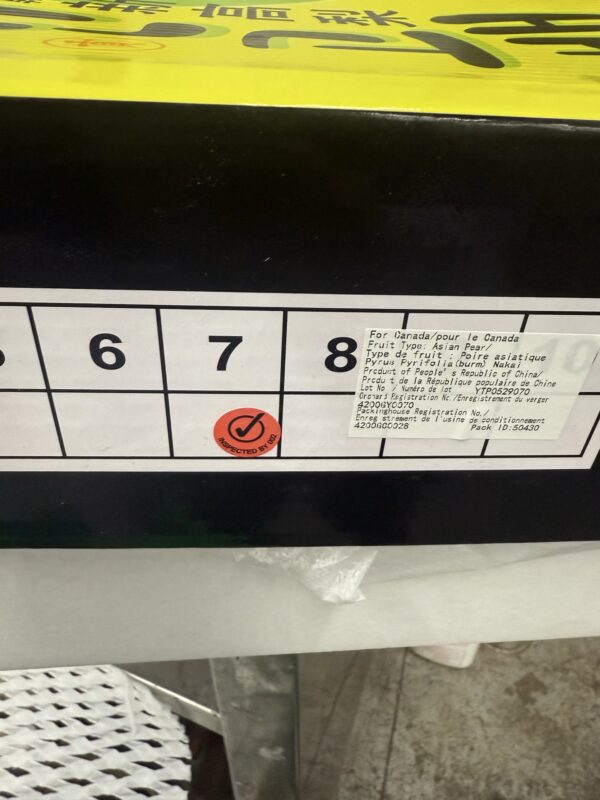 6 7 8
For Canada/pour le Canada
Fruit Type: Asian Pear/
Type de fruit : Poire asiatique
Pyrus Pyrifolia(burm) Nakai
Product of People's Republic of China/
Produit de la République populaire de Chine
Lot No / Numéro de lot YTP0529070
Orchard Registration No./Enregistrement du verger
4200GY0070
Packinghouse Registration No./
Enregistrement de l'usine de conditionnement
4200GC0028 Pack ID:50430
INSPECTED BY 002